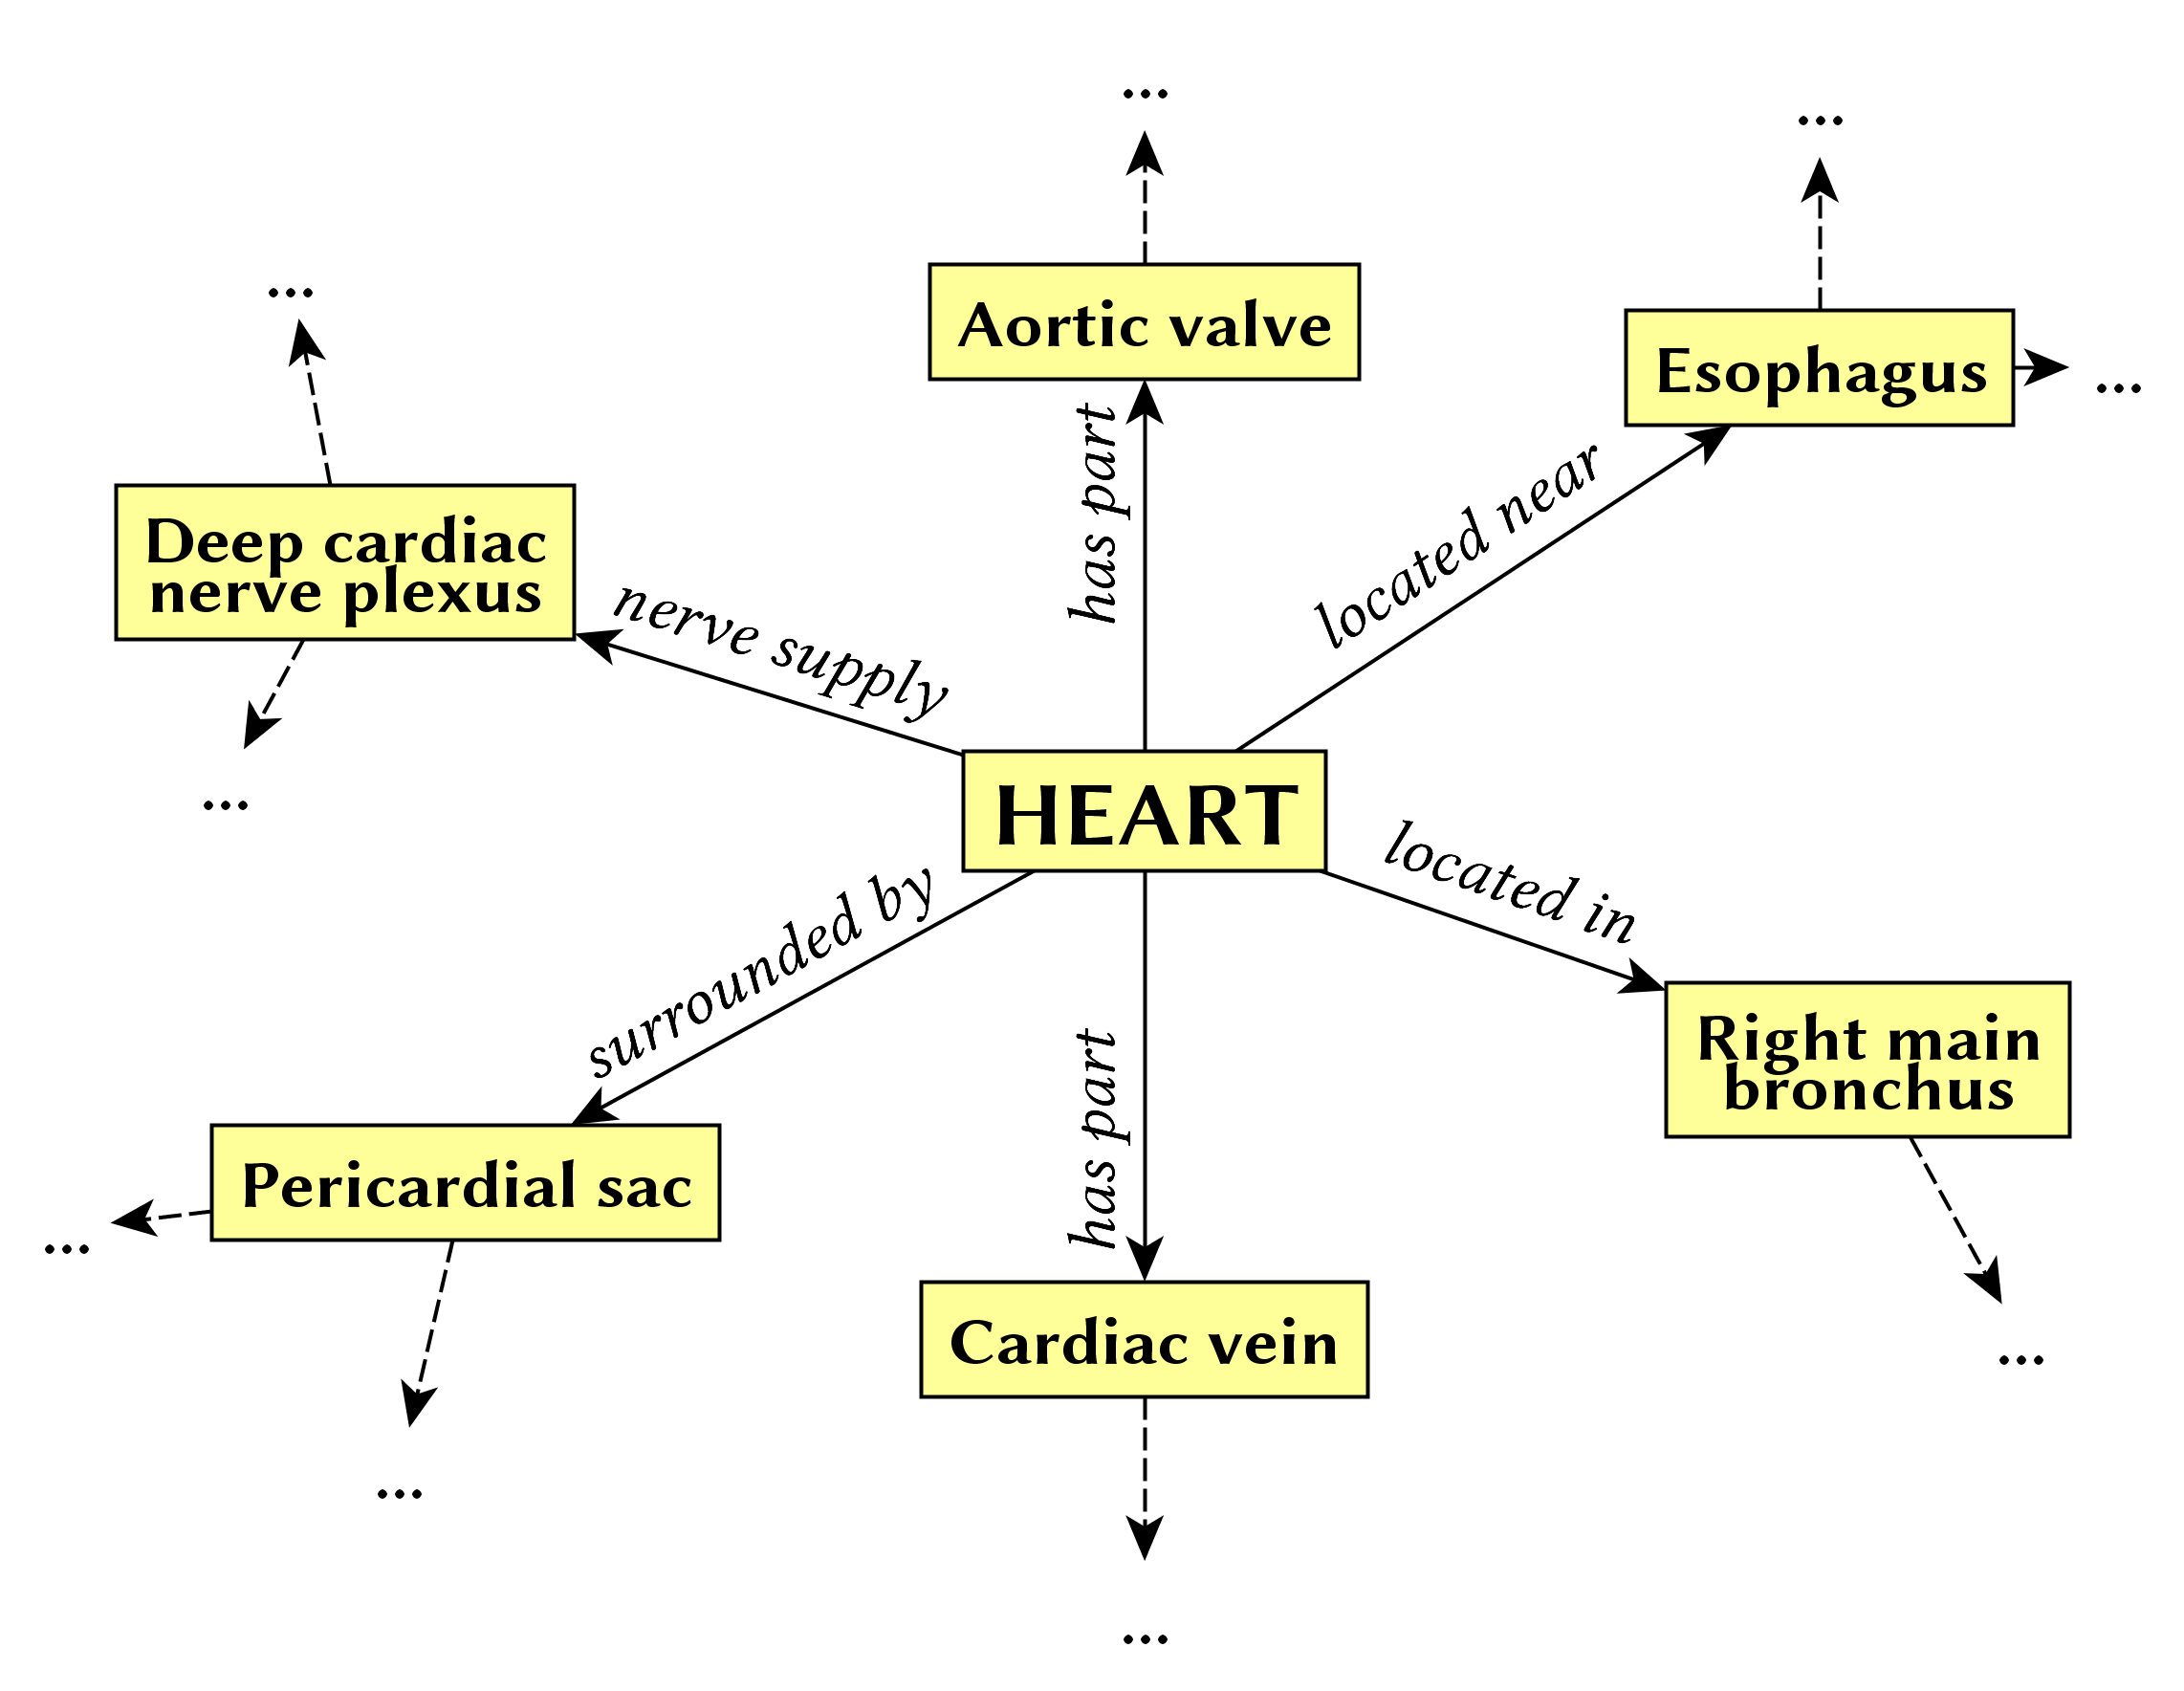 ...
...
...
Aortic valve
Esophagus
...
has part
located near
Deep cardiac
nerve plexus
nerve supply
...
HEART
located in
surrounded by
Right main
bronchus
has part
Pericardial sac
...
Cardiac vein
...
...
...